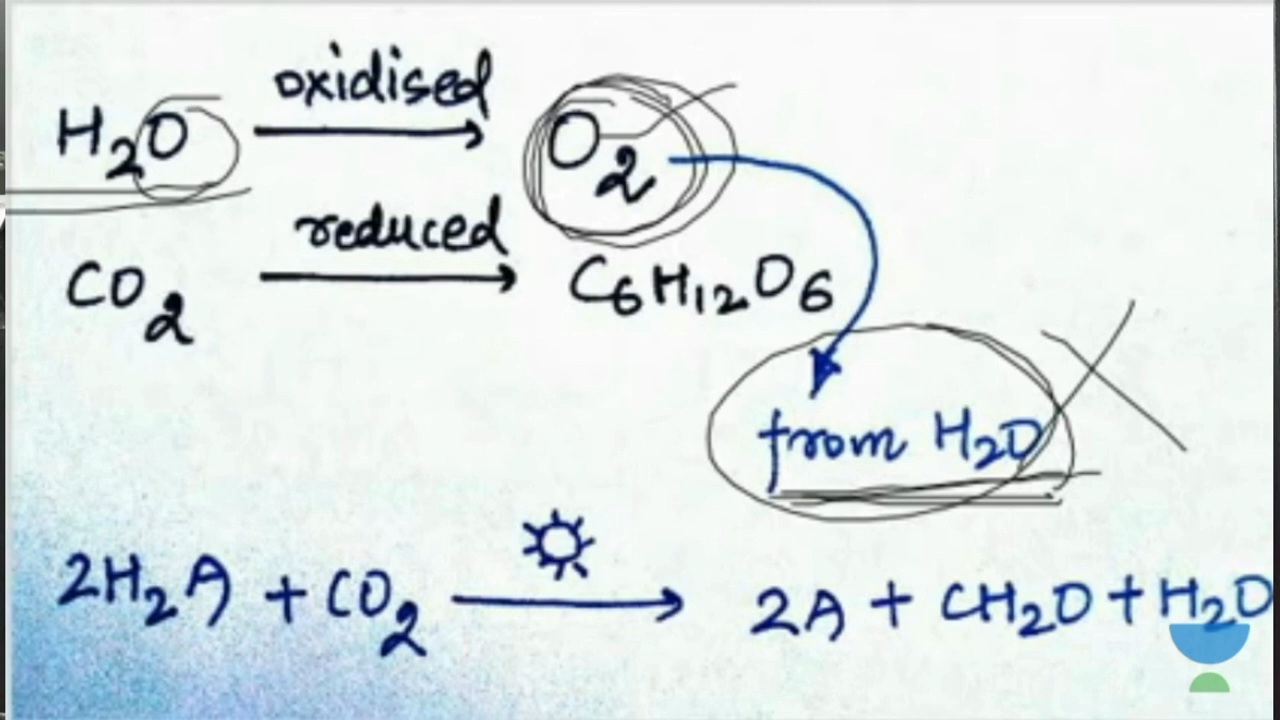 oxidised
H₂O ⟶ O₂
reduced
CO₂ ⟶ C₆H₁₂O₆
from H₂O
2H₂A + CO₂ ⟶ 2A + CH₂O + H₂O